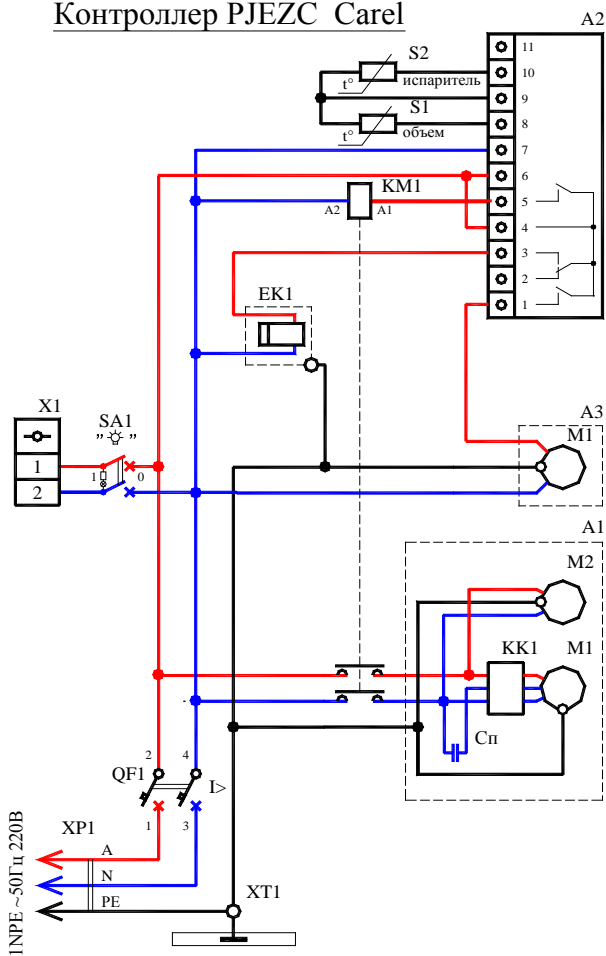 Контроллер PJEZC Carel
A2
11
S2
t°
испаритель
10
9
S1
t°
объем
8
7
6
KM1
A2
A1
5
4
3
2
1
EK1
X1
SA1
" "
1
1
0
2
A3
M1
A1
M2
KK1
M1
Сп
2
4
QF1
I>
1
3
XP1
A
N
PE
XT1
1NPE ~50Гц 220В